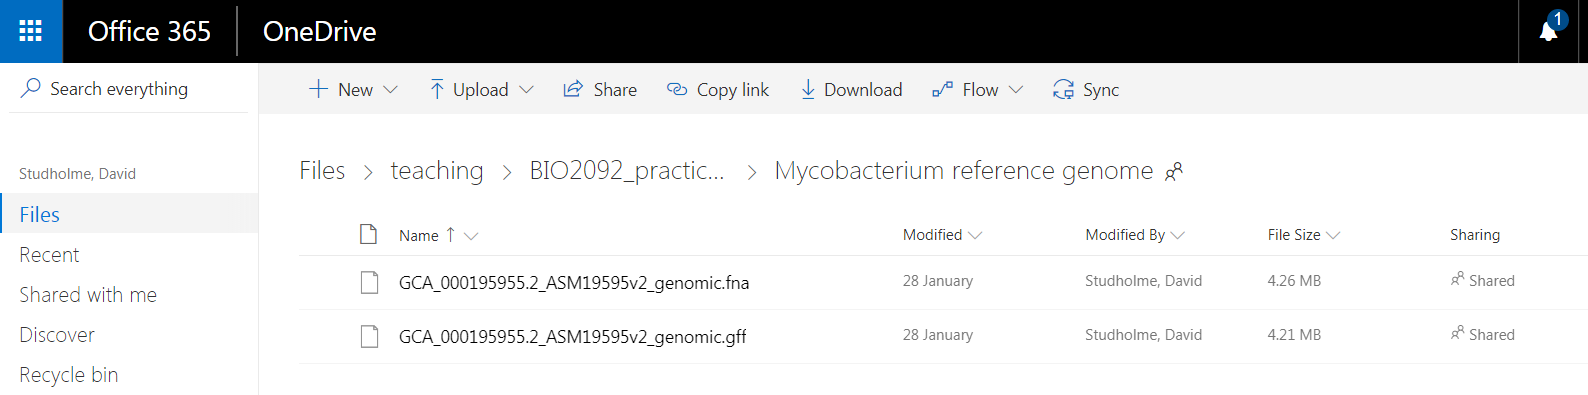 Office 365 OneDrive 1
Search everything New Upload Share Copy link Download Flow Sync
Studholme, David
Files
Recent
Shared with me
Discover
Recycle bin
Files > teaching > BIO2092_practic... > Mycobacterium reference genome
Name ↑ Modified Modified By File Size Sharing
GCA_000195955.2_ASM19595v2_genomic.fna 28 January Studholme, David 4.26 MB Shared
GCA_000195955.2_ASM19595v2_genomic.gff 28 January Studholme, David 4.21 MB Shared